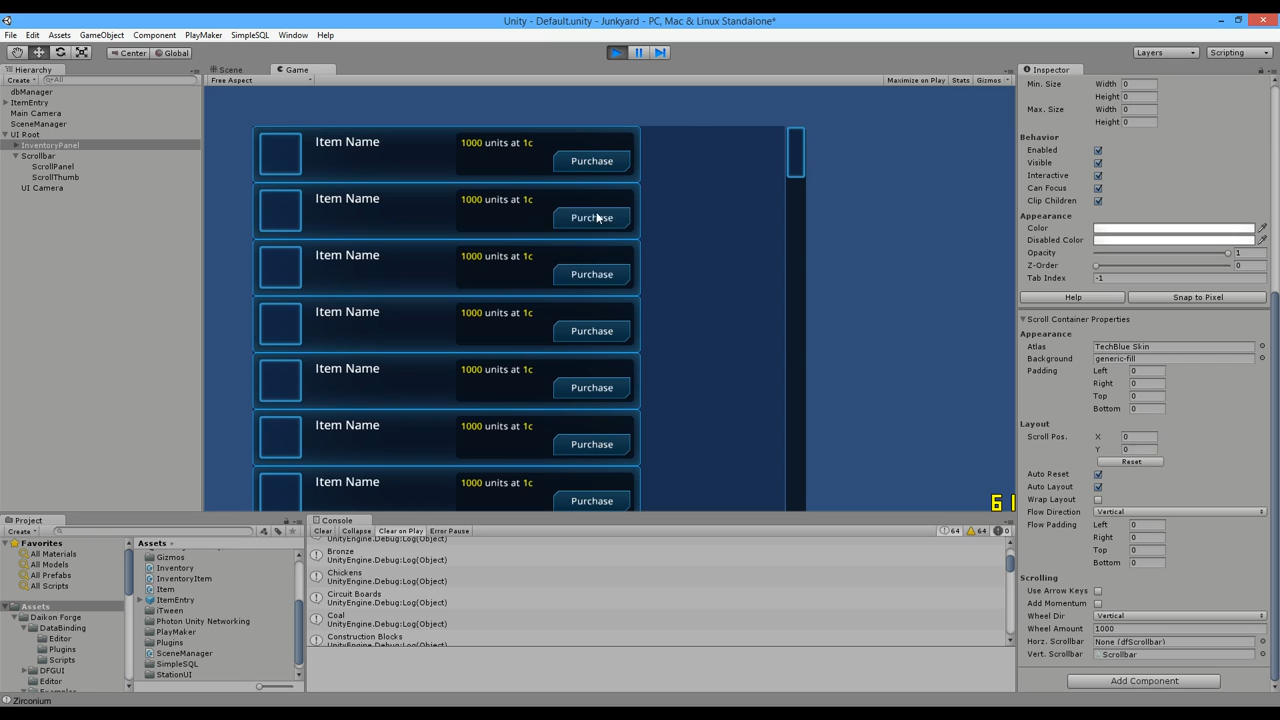 Unity - Default.unity - Junkyard - PC, Mac & Linux Standalone*
File Edit Assets GameObject Component PlayMaker SimpleSQL Window Help
Center Global Layers Scripting
Hierarchy
Create All
dbManager
ItemEntry
Main Camera
SceneManager
UI Root
InventoryPanel
Scrollbar
ScrollPanel
ScrollThumb
UI Camera
Scene Game
Free Aspect Maximize on Play Stats Gizmos
Item Name 1000 units at 1c
Purchase
Item Name 1000 units at 1c
Purchase
Item Name 1000 units at 1c
Purchase
Item Name 1000 units at 1c
Purchase
Item Name 1000 units at 1c
Purchase
Item Name 1000 units at 1c
Purchase
Item Name 1000 units at 1c
Purchase
61
Inspector
Min. Size Width 0
Height 0
Max. Size Width 0
Height 0
Behavior
Enabled
Visible
Interactive
Can Focus
Clip Children
Appearance
Color
Disabled Color
Opacity 1
Z-Order 0
Tab Index -1
Help Snap to Pixel
Scroll Container Properties
Appearance
Atlas TechBlue Skin
Background generic-fill
Padding Left 0
Right 0
Top 0
Bottom 0
Layout
Scroll Pos. X 0
Y 0
Reset
Auto Reset
Auto Layout
Wrap Layout
Flow Direction Vertical
Flow Padding Left 0
Right 0
Top 0
Bottom 0
Scrolling
Use Arrow Keys
Add Momentum
Wheel Dir Vertical
Wheel Amount 1000
Horz. Scrollbar None (dfScrollbar)
Vert. Scrollbar Scrollbar
Add Component
Project
Create
Favorites
All Materials
All Models
All Prefabs
All Scripts
Assets
Daikon Forge
DataBinding
Editor
Plugins
Scripts
DFGUI
Editor
Examples
Assets
Gizmos
Inventory
InventoryItem
Item
ItemEntry
iTween
Photon Unity Networking
PlayMaker
Plugins
SceneManager
SimpleSQL
StationUI
Console
Clear Collapse Clear on Play Error Pause 64 64 0
UnityEngine.Debug:Log(Object)
Bronze
UnityEngine.Debug:Log(Object)
Chickens
UnityEngine.Debug:Log(Object)
Circuit Boards
UnityEngine.Debug:Log(Object)
Coal
UnityEngine.Debug:Log(Object)
Construction Blocks
UnityEngine.Debug:Log(Object)
Zirconium